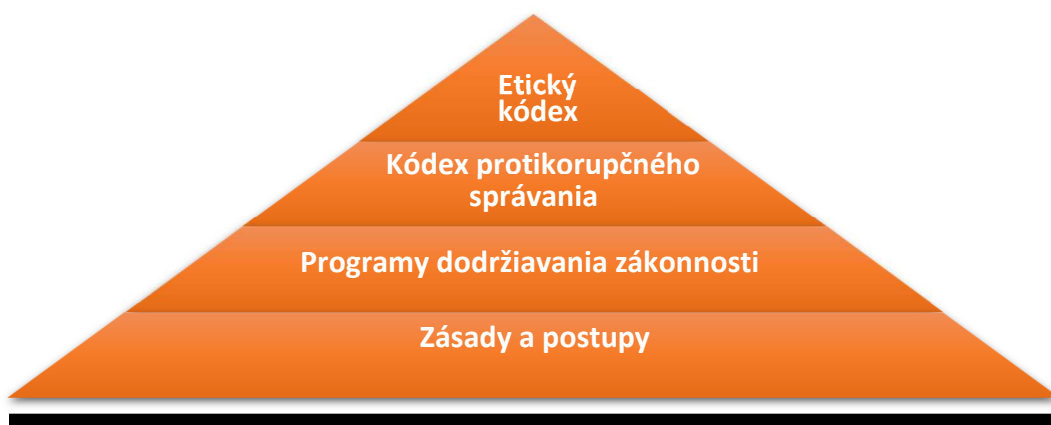 Etický
kódex
Kódex protikorupčného
správania
Programy dodržiavania zákonnosti
Zásady a postupy